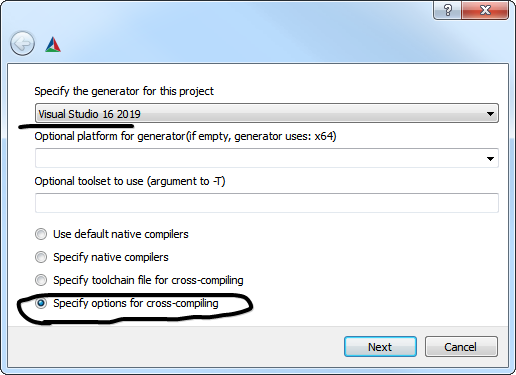 Specify the generator for this project
Visual Studio 16 2019
Optional platform for generator(if empty, generator uses: x64)
Optional toolset to use (argument to -T)
Use default native compilers
Specify native compilers
Specify toolchain file for cross-compiling
Specify options for cross-compiling
Next
Cancel